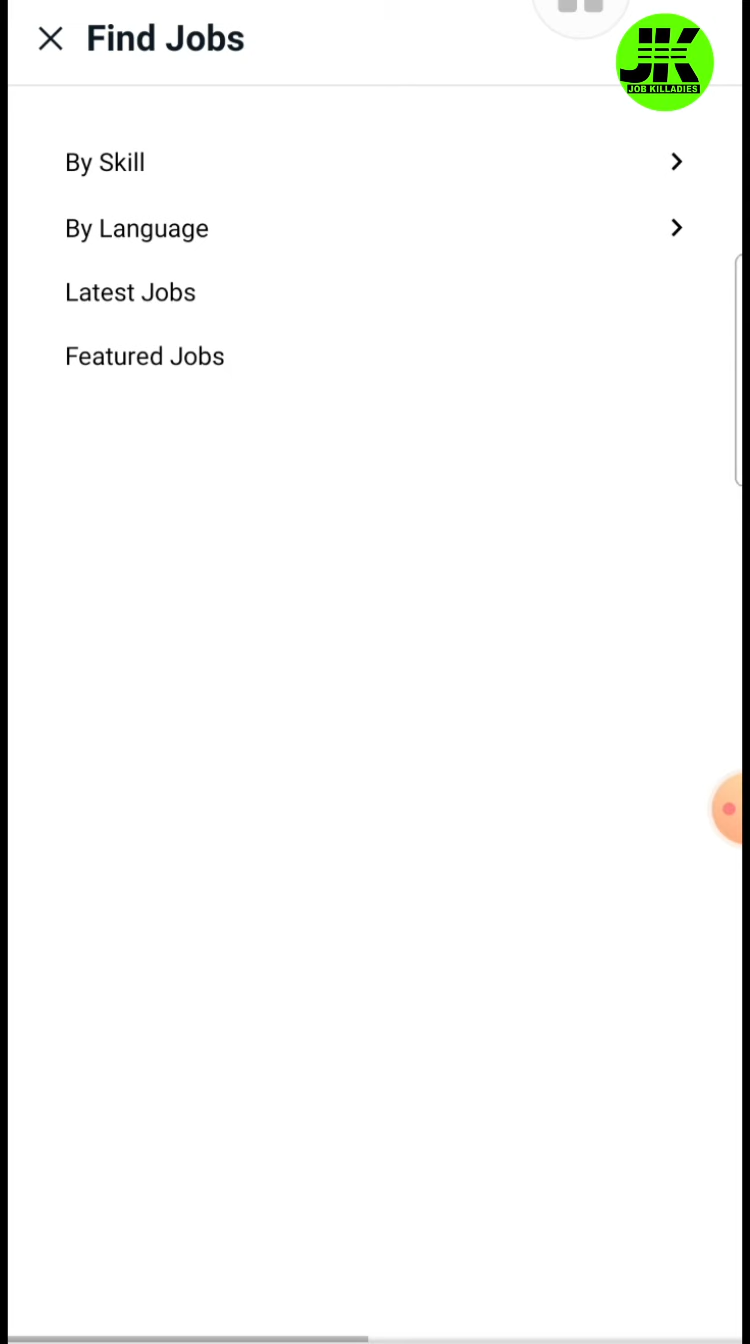 Find Jobs
JK
JOB KILLADIES
By Skill
By Language
Latest Jobs
Featured Jobs